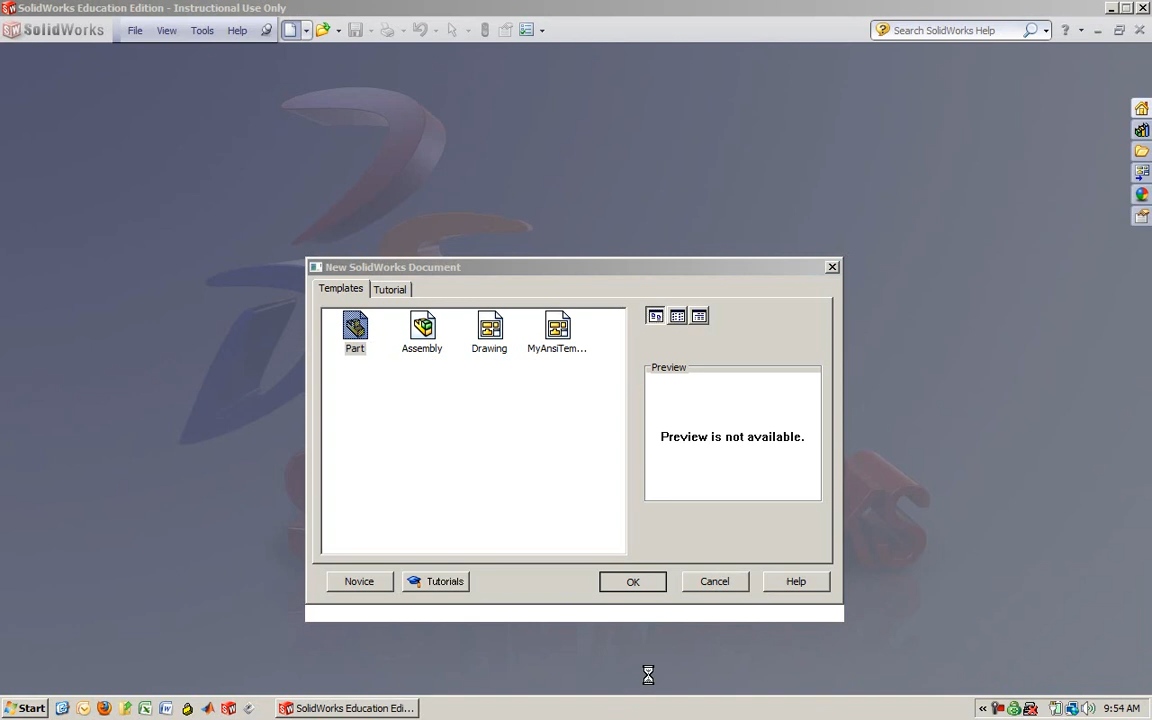 SolidWorks Education Edition - Instructional Use Only
SolidWorks File View Tools Help Search SolidWorks Help
New SolidWorks Document
Templates Tutorial
Part Assembly Drawing MyAnsiTem...
Preview
Preview is not available.
Novice Tutorials OK Cancel Help
Start SolidWorks Education Edi... 9:54 AM